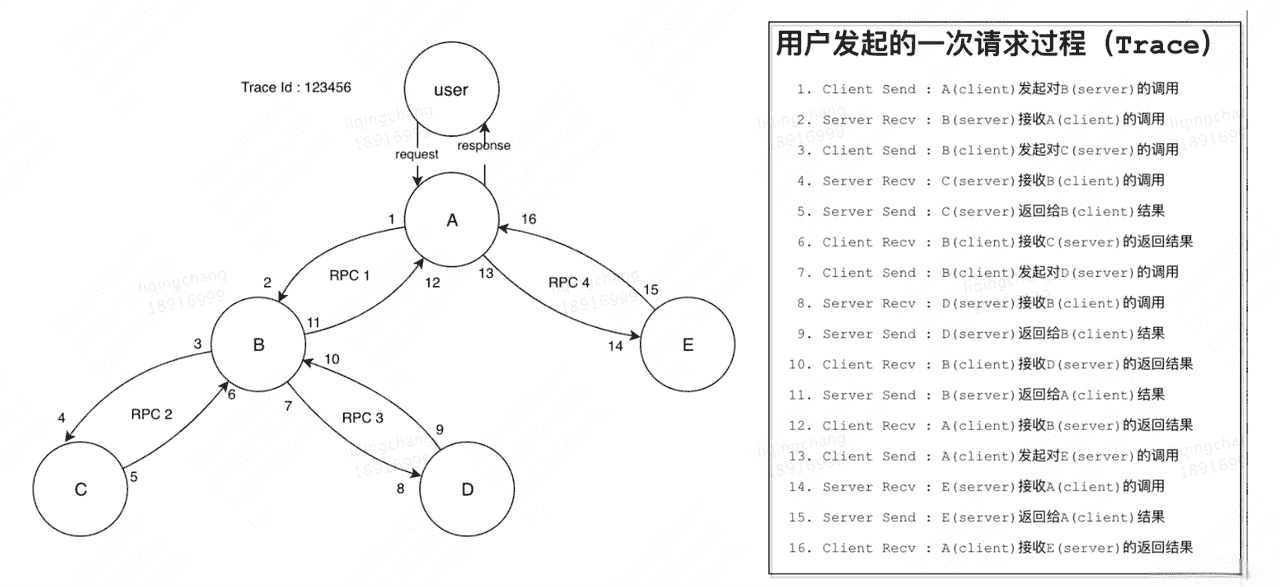 Trace Id : 123456
user
request
response
A
1
16
RPC 1
12
13
RPC 4
15
2
11
14
B
E
3
10
6
7
RPC 2
RPC 3
4
9
5
8
C
D
用户发起的一次请求过程（Trace）
1. Client Send : A(client)发起对B(server)的调用
2. Server Recv : B(server)接收A(client)的调用
3. Client Send : B(client)发起对C(server)的调用
4. Server Recv : C(server)接收B(client)的调用
5. Server Send : C(server)返回给B(client)结果
6. Client Recv : B(client)接收C(server)的返回结果
7. Client Send : B(client)发起对D(server)的调用
8. Server Recv : D(server)接收B(client)的调用
9. Server Send : D(server)返回给B(client)结果
10. Client Recv : B(client)接收D(server)的返回结果
11. Server Send : B(server)返回给A(client)结果
12. Client Recv : A(client)接收B(server)的返回结果
13. Client Send : A(client)发起对E(server)的调用
14. Server Recv : E(server)接收A(client)的调用
15. Server Send : E(server)返回给A(client)结果
16. Client Recv : A(client)接收E(server)的返回结果
liqingchang
18916999